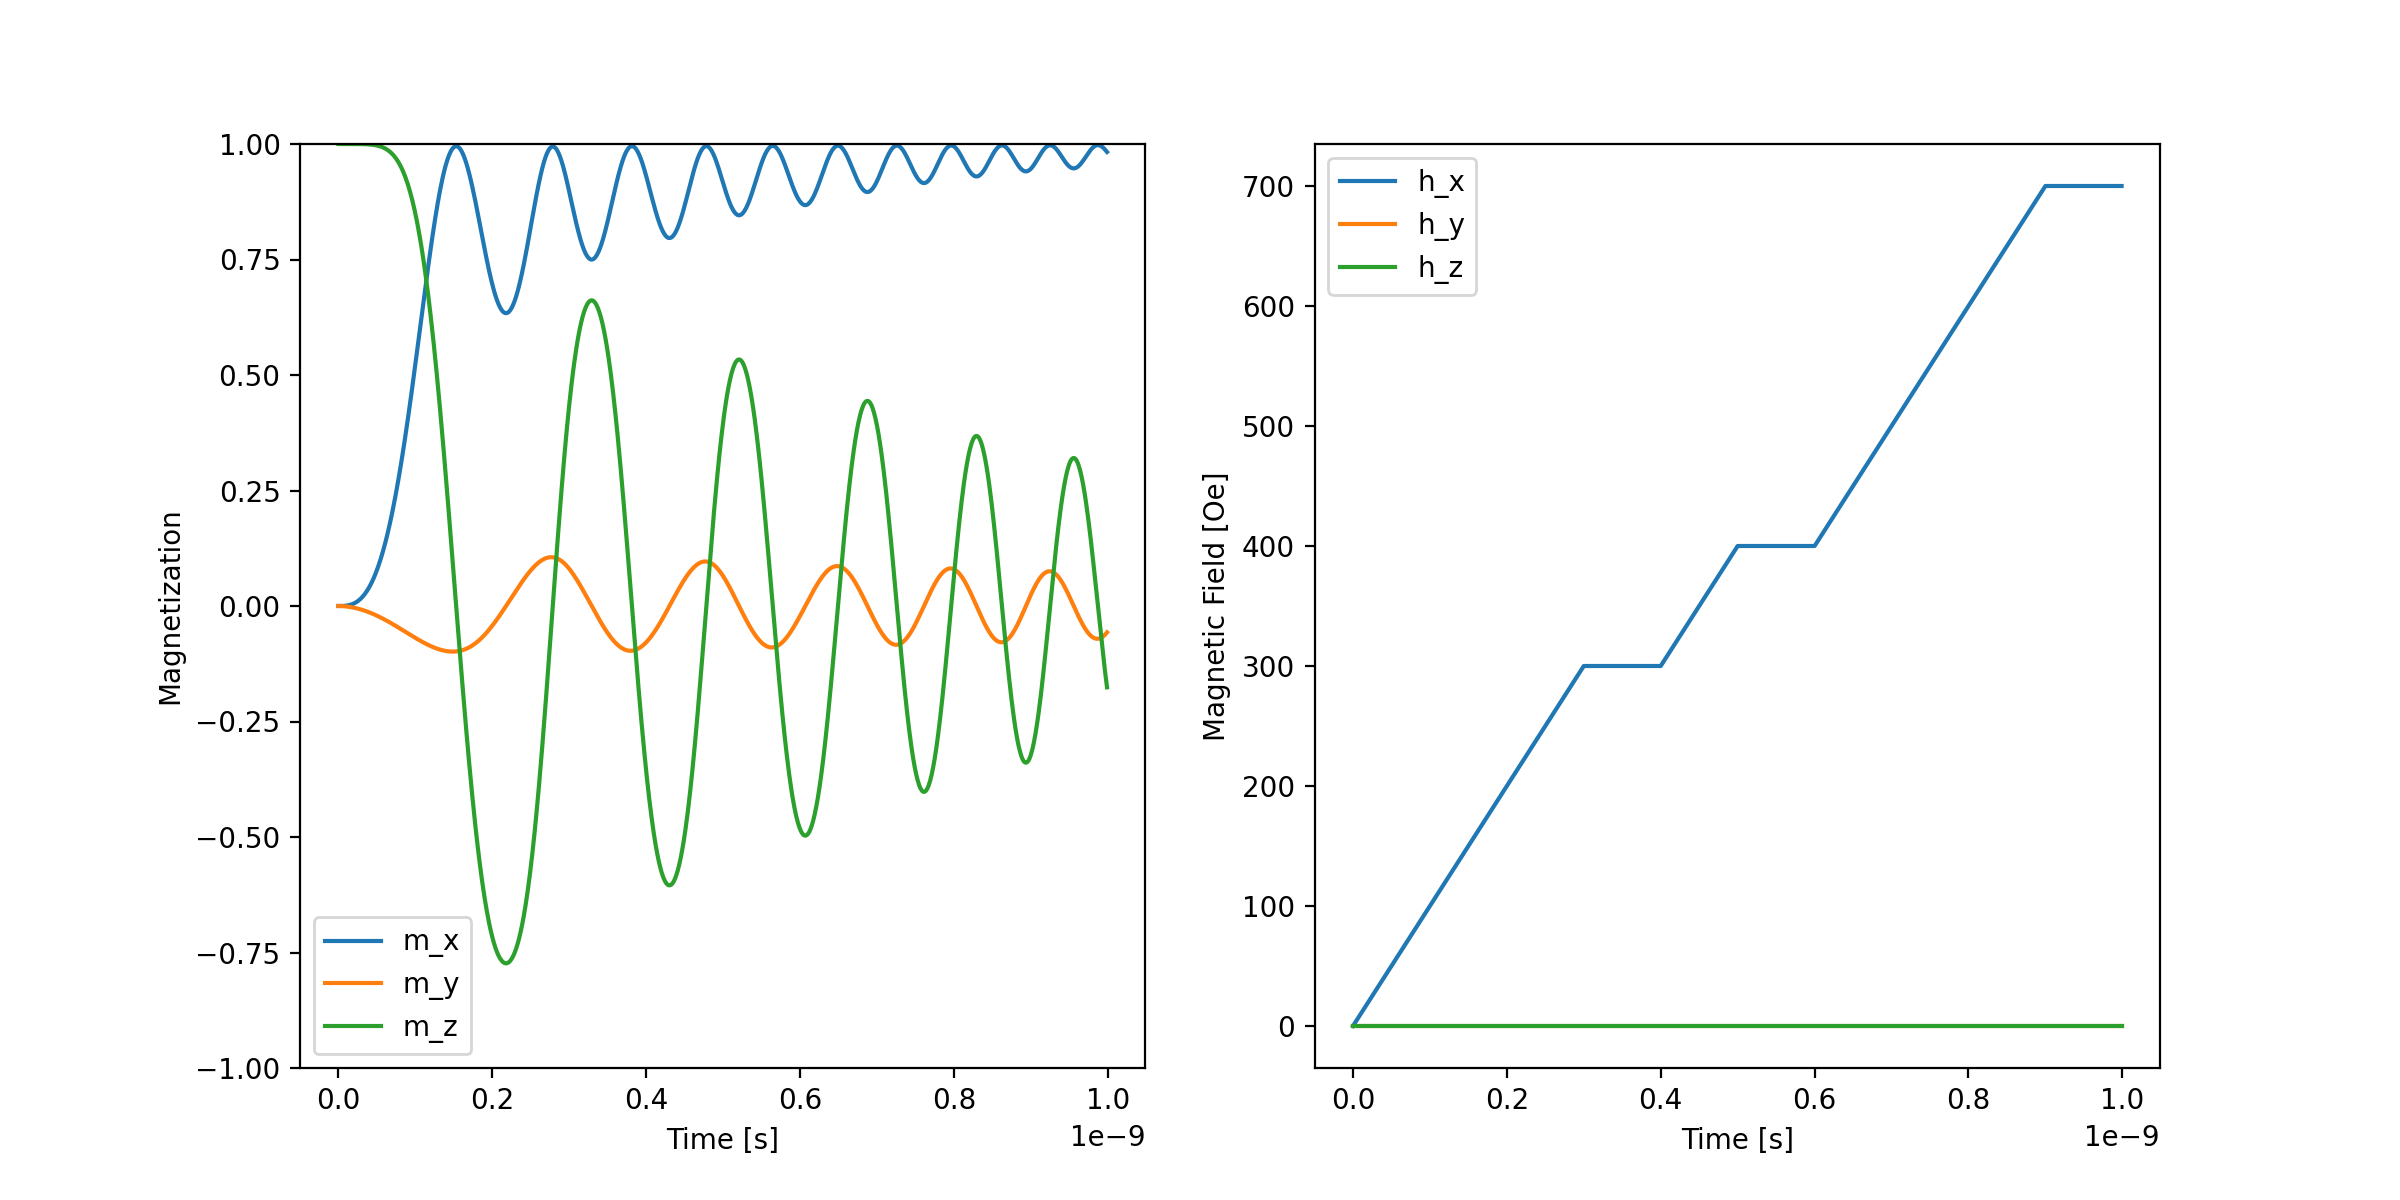 1.00
0.75
0.50
0.25
0.00
−0.25
−0.50
−0.75
−1.00
Magnetization
m_x
m_y
m_z
0.0 0.2 0.4 0.6 0.8 1.0
Time [s]
1e−9
700
600
500
400
300
200
100
0
Magnetic Field [Oe]
h_x
h_y
h_z
0.0 0.2 0.4 0.6 0.8 1.0
Time [s]
1e−9